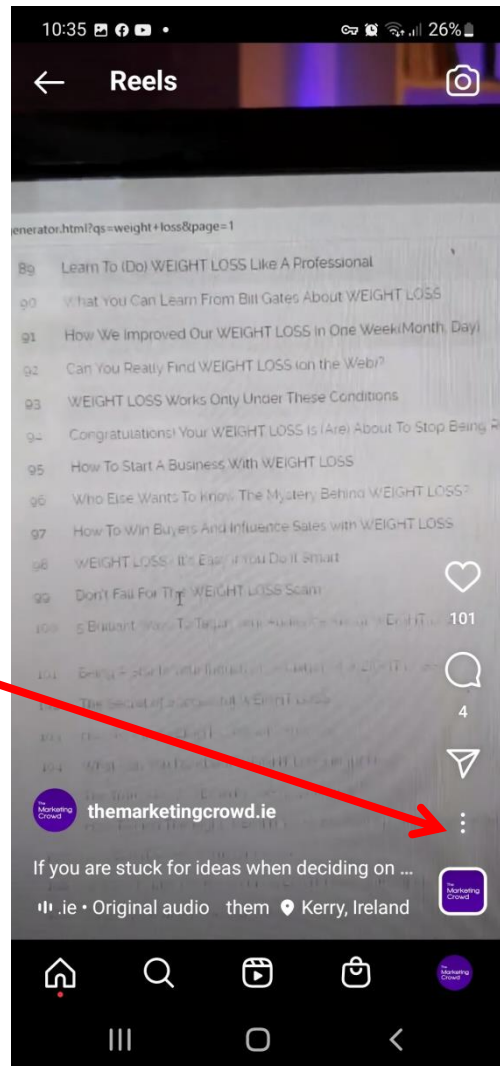 10:35
26%
Reels
enerator.html?qs=weight+loss&page=1
89 Learn To (Do) WEIGHT LOSS Like A Professional
90 What You Can Learn From Bill Gates About WEIGHT LOSS
91 How We Improved Our WEIGHT LOSS In One Week(Month, Day)
92 Can You Really Find WEIGHT LOSS (on the Web)?
93 WEIGHT LOSS Works Only Under These Conditions
94 Congratulations! Your WEIGHT LOSS Is (Are) About To Stop Being
95 How To Start A Business With WEIGHT LOSS
96 Who Else Wants To Know The Mystery Behind WEIGHT LOSS?
97 How To Win Buyers And Influence Sales with WEIGHT LOSS
98 WEIGHT LOSS: It's Easy If You Do It Smart
99 Don't Fall For The WEIGHT LOSS Scam
101
4
The Marketing Crowd
themarketingcrowd.ie
If you are stuck for ideas when deciding on ...
.ie • Original audio them Kerry, Ireland
The Marketing Crowd
The Marketing Crowd